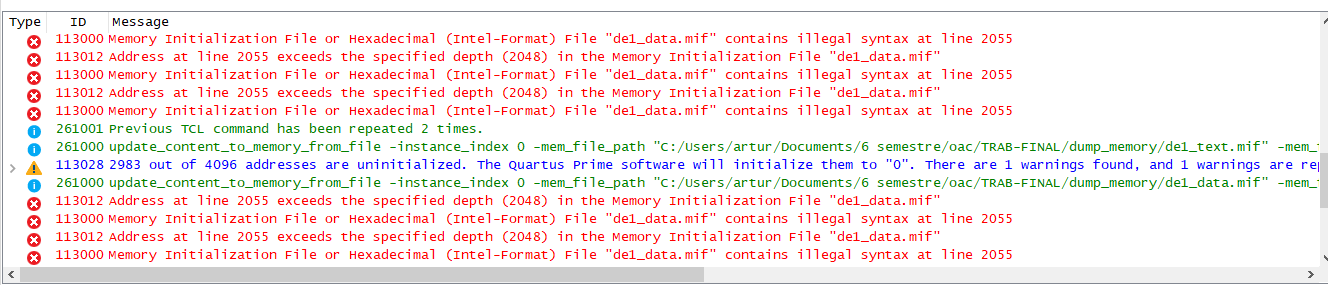 Type ID Message
113000 Memory Initialization File or Hexadecimal (Intel-Format) File "de1_data.mif" contains illegal syntax at line 2055
113012 Address at line 2055 exceeds the specified depth (2048) in the Memory Initialization File "de1_data.mif"
113000 Memory Initialization File or Hexadecimal (Intel-Format) File "de1_data.mif" contains illegal syntax at line 2055
113012 Address at line 2055 exceeds the specified depth (2048) in the Memory Initialization File "de1_data.mif"
113000 Memory Initialization File or Hexadecimal (Intel-Format) File "de1_data.mif" contains illegal syntax at line 2055
261001 Previous TCL command has been repeated 2 times.
261000 update_content_to_memory_from_file -instance_index 0 -mem_file_path "C:/Users/artur/Documents/6 semestre/oac/TRAB-FINAL/dump_memory/de1_text.mif" -mem_
113028 2983 out of 4096 addresses are uninitialized. The Quartus Prime software will initialize them to "0". There are 1 warnings found, and 1 warnings are rep
261000 update_content_to_memory_from_file -instance_index 0 -mem_file_path "C:/Users/artur/Documents/6 semestre/oac/TRAB-FINAL/dump_memory/de1_data.mif" -mem_
113012 Address at line 2055 exceeds the specified depth (2048) in the Memory Initialization File "de1_data.mif"
113000 Memory Initialization File or Hexadecimal (Intel-Format) File "de1_data.mif" contains illegal syntax at line 2055
113012 Address at line 2055 exceeds the specified depth (2048) in the Memory Initialization File "de1_data.mif"
113000 Memory Initialization File or Hexadecimal (Intel-Format) File "de1_data.mif" contains illegal syntax at line 2055